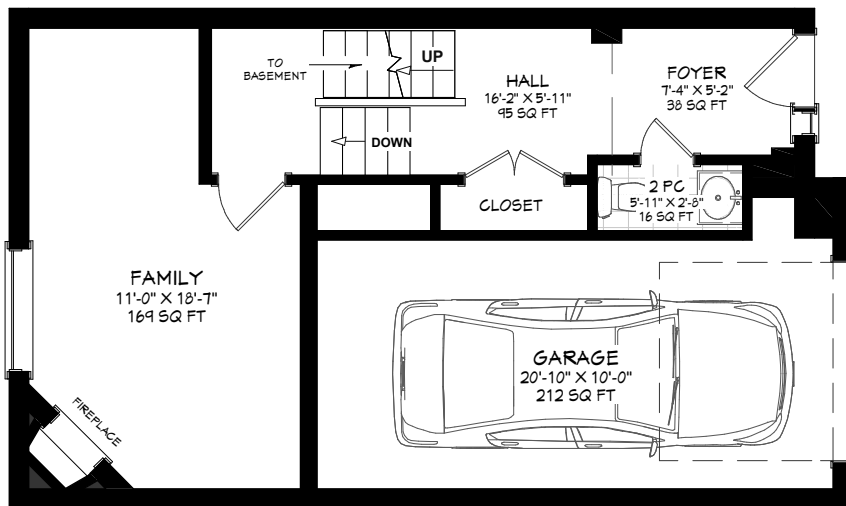 TO
BASEMENT
UP
DOWN
HALL
16'-2" X 5'-11"
95 SQ FT
FOYER
7'-4" X 5'-2"
38 SQ FT
CLOSET
2 PC
5'-11" X 2'-8"
16 SQ FT
FAMILY
11'-0" X 18'-7"
169 SQ FT
GARAGE
20'-10" X 10'-0"
212 SQ FT
FIREPLACE